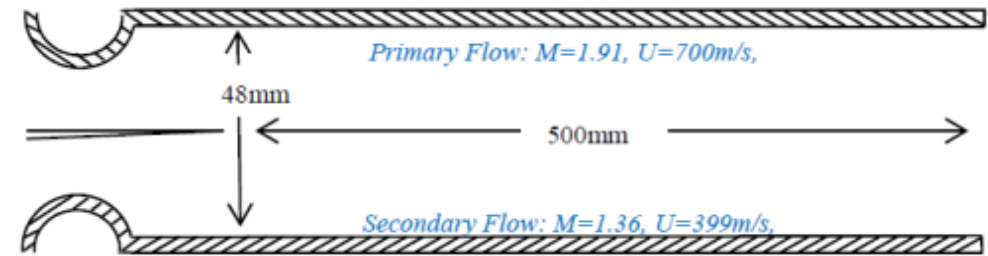 Primary Flow: M=1.91, U=700m/s,
48mm
500mm
Secondary Flow: M=1.36, U=399m/s,